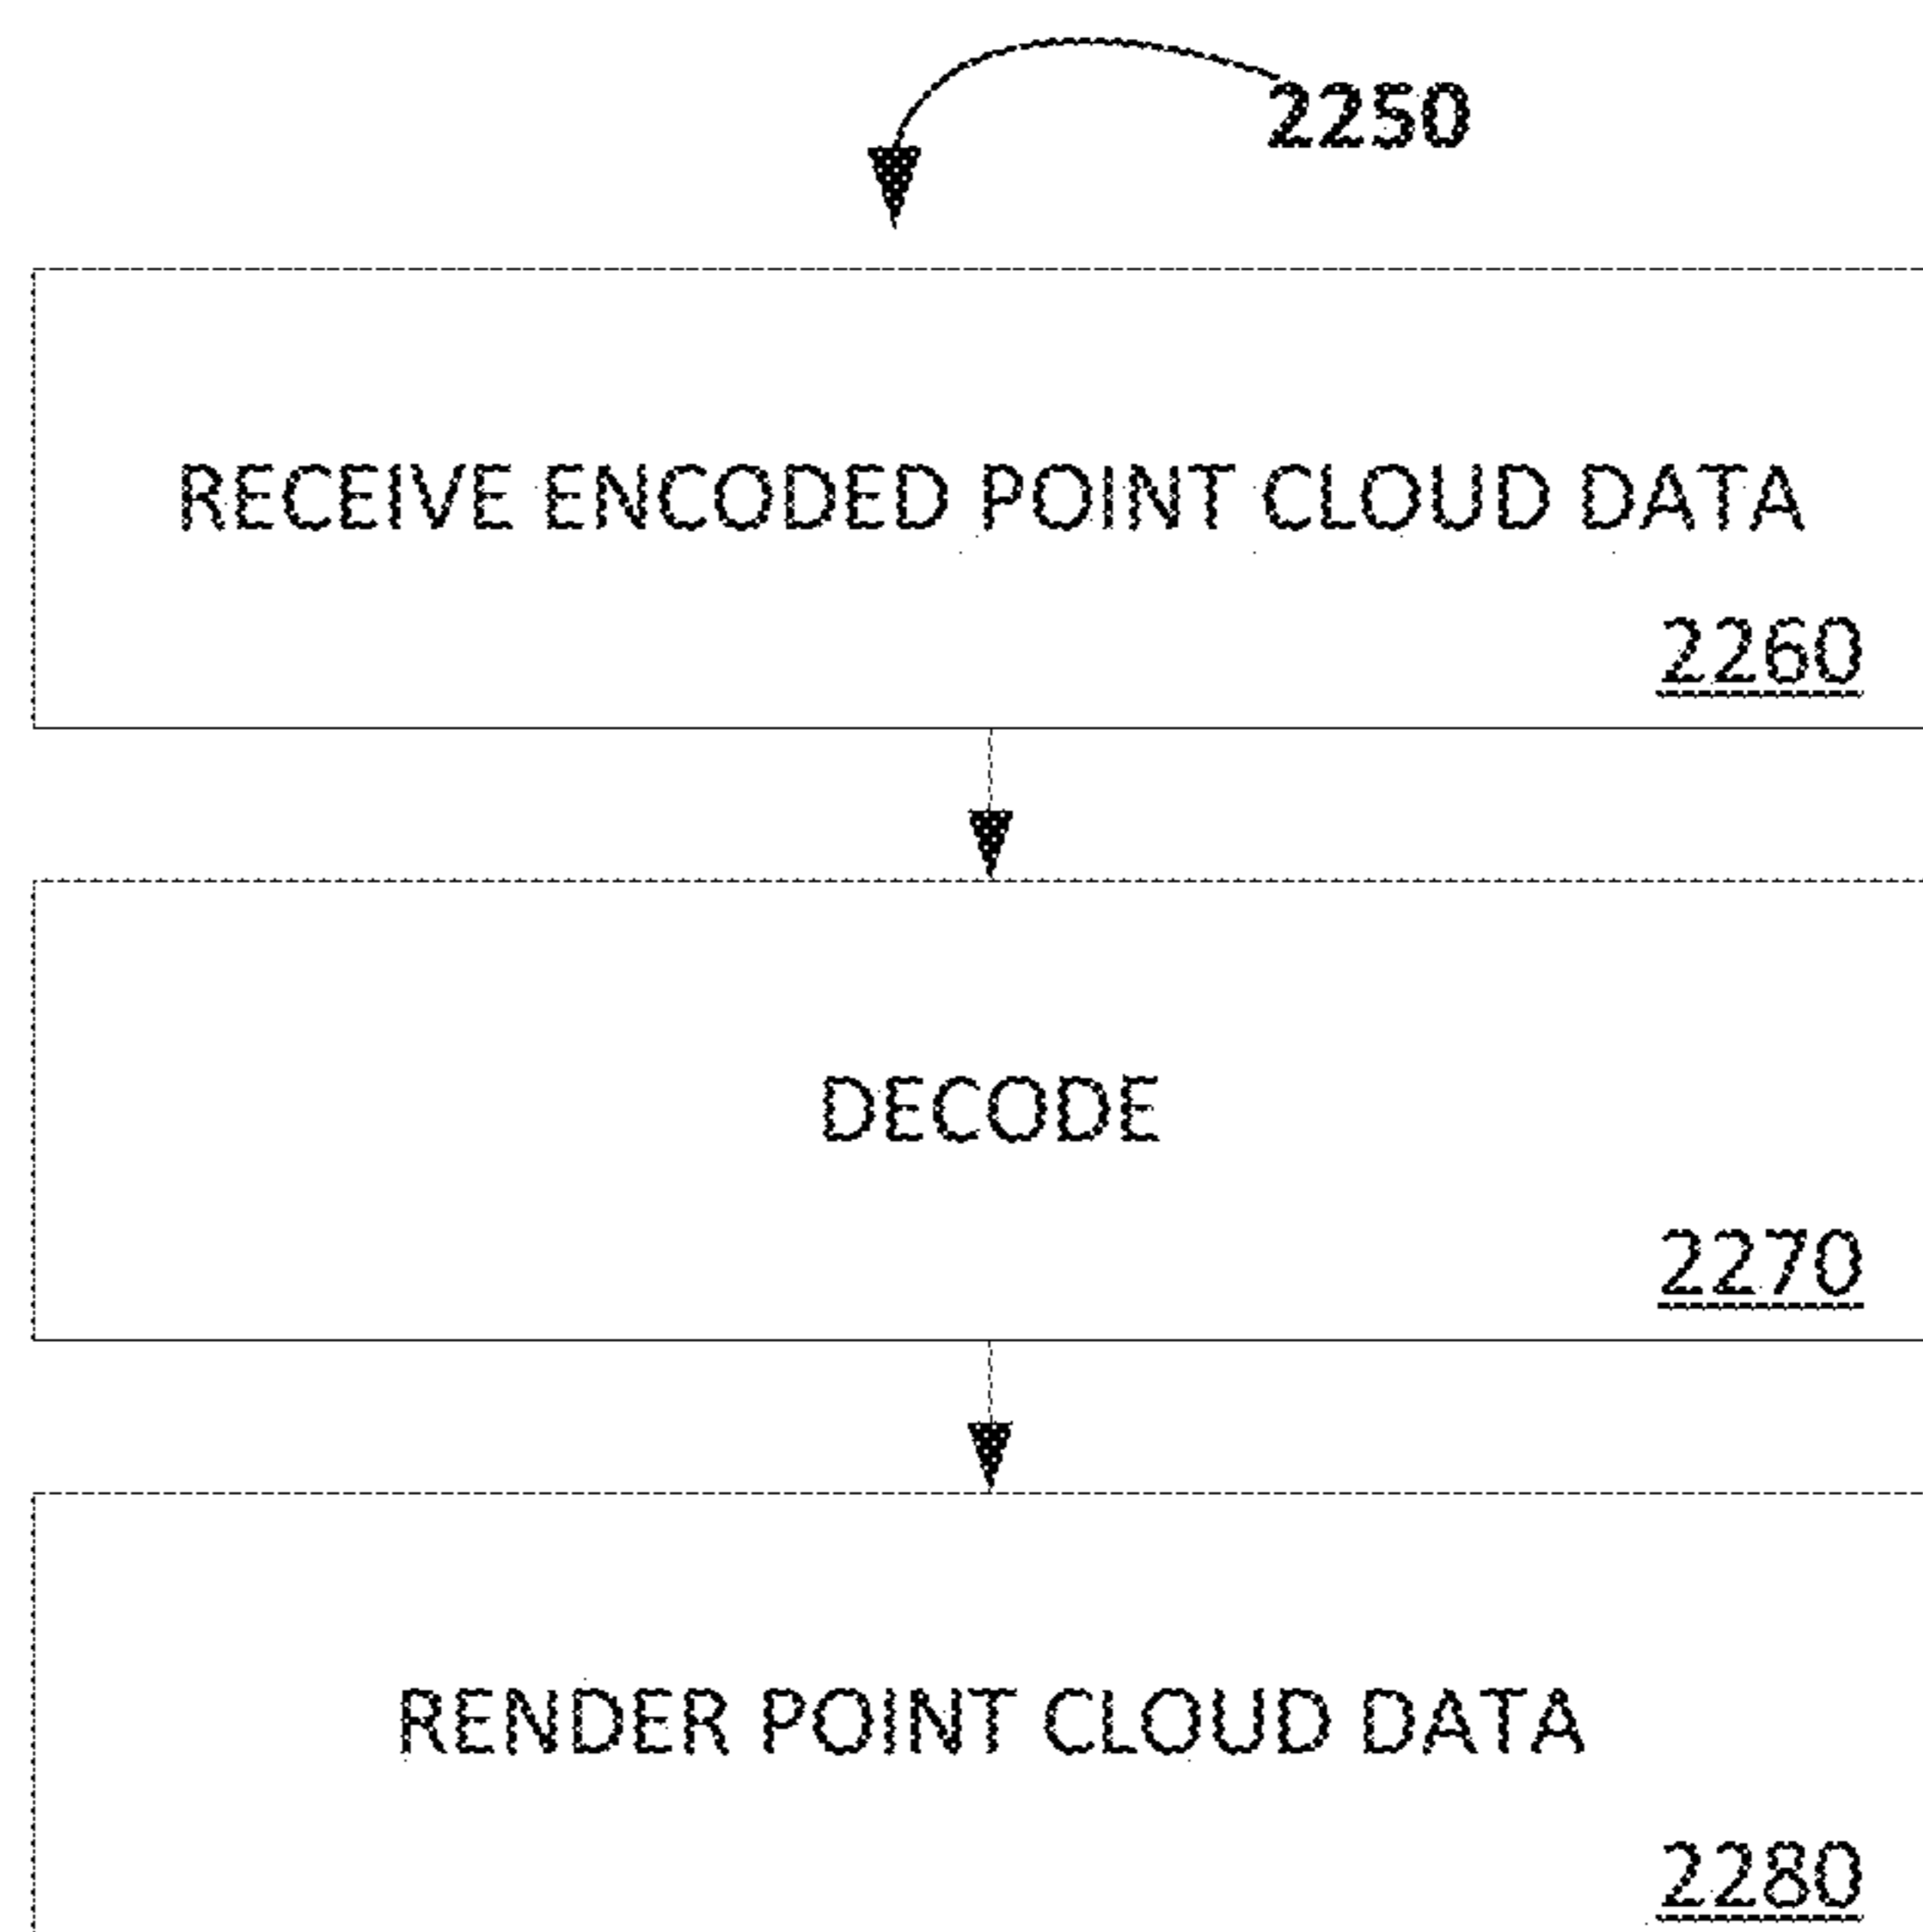 2250
RECEIVE ENCODED POINT CLOUD DATA
2260
DECODE
2270
RENDER POINT CLOUD DATA
2280